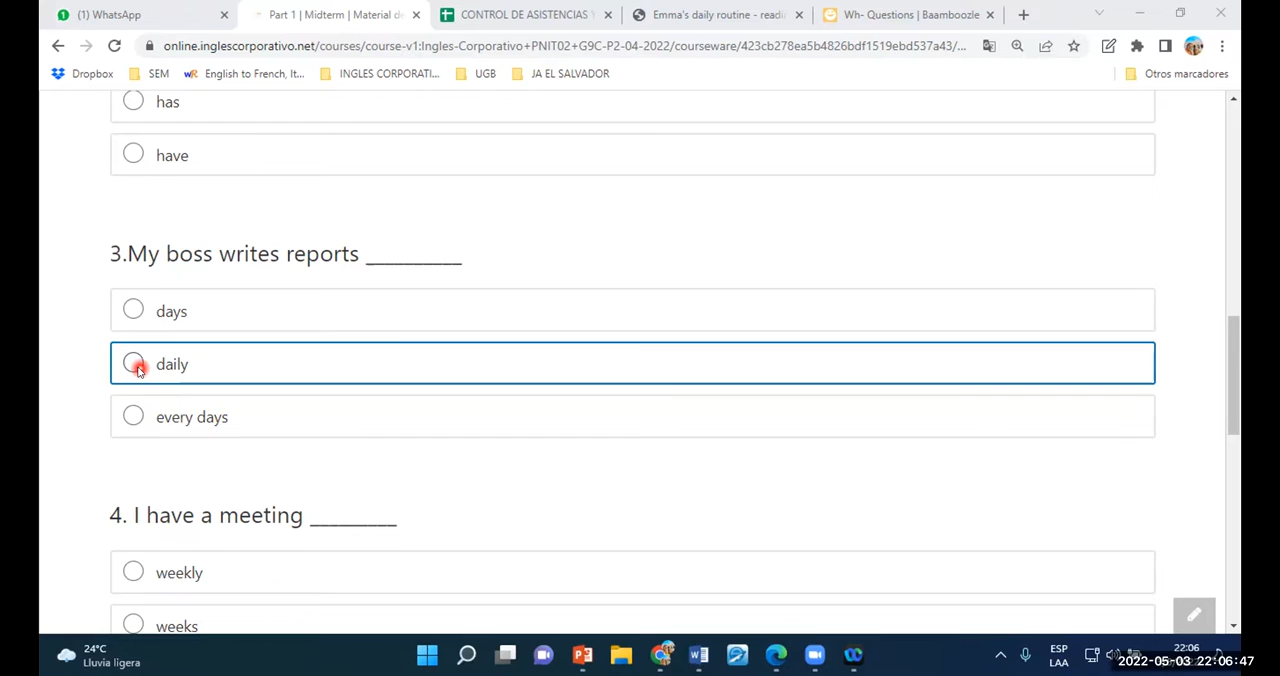 (1) WhatsApp
Part 1 | Midterm | Material de
CONTROL DE ASISTENCIAS Y
Emma's daily routine - readi
Wh- Questions | Baamboozle
online.inglescorporativo.net/courses/course-v1:Ingles-Corporativo+PNIT02+G9C-P2-04-2022/courseware/423cb278ea5b4826bdf1519ebd537a43/...
Dropbox
SEM
English to French, It...
INGLES CORPORATI...
UGB
JA EL SALVADOR
Otros marcadores
has
have
3.My boss writes reports _________
days
daily
every days
4. I have a meeting ________
weekly
weeks
24°C
Lluvia ligera
ESP
LAA
22:06
2022-05-03 22:06:47